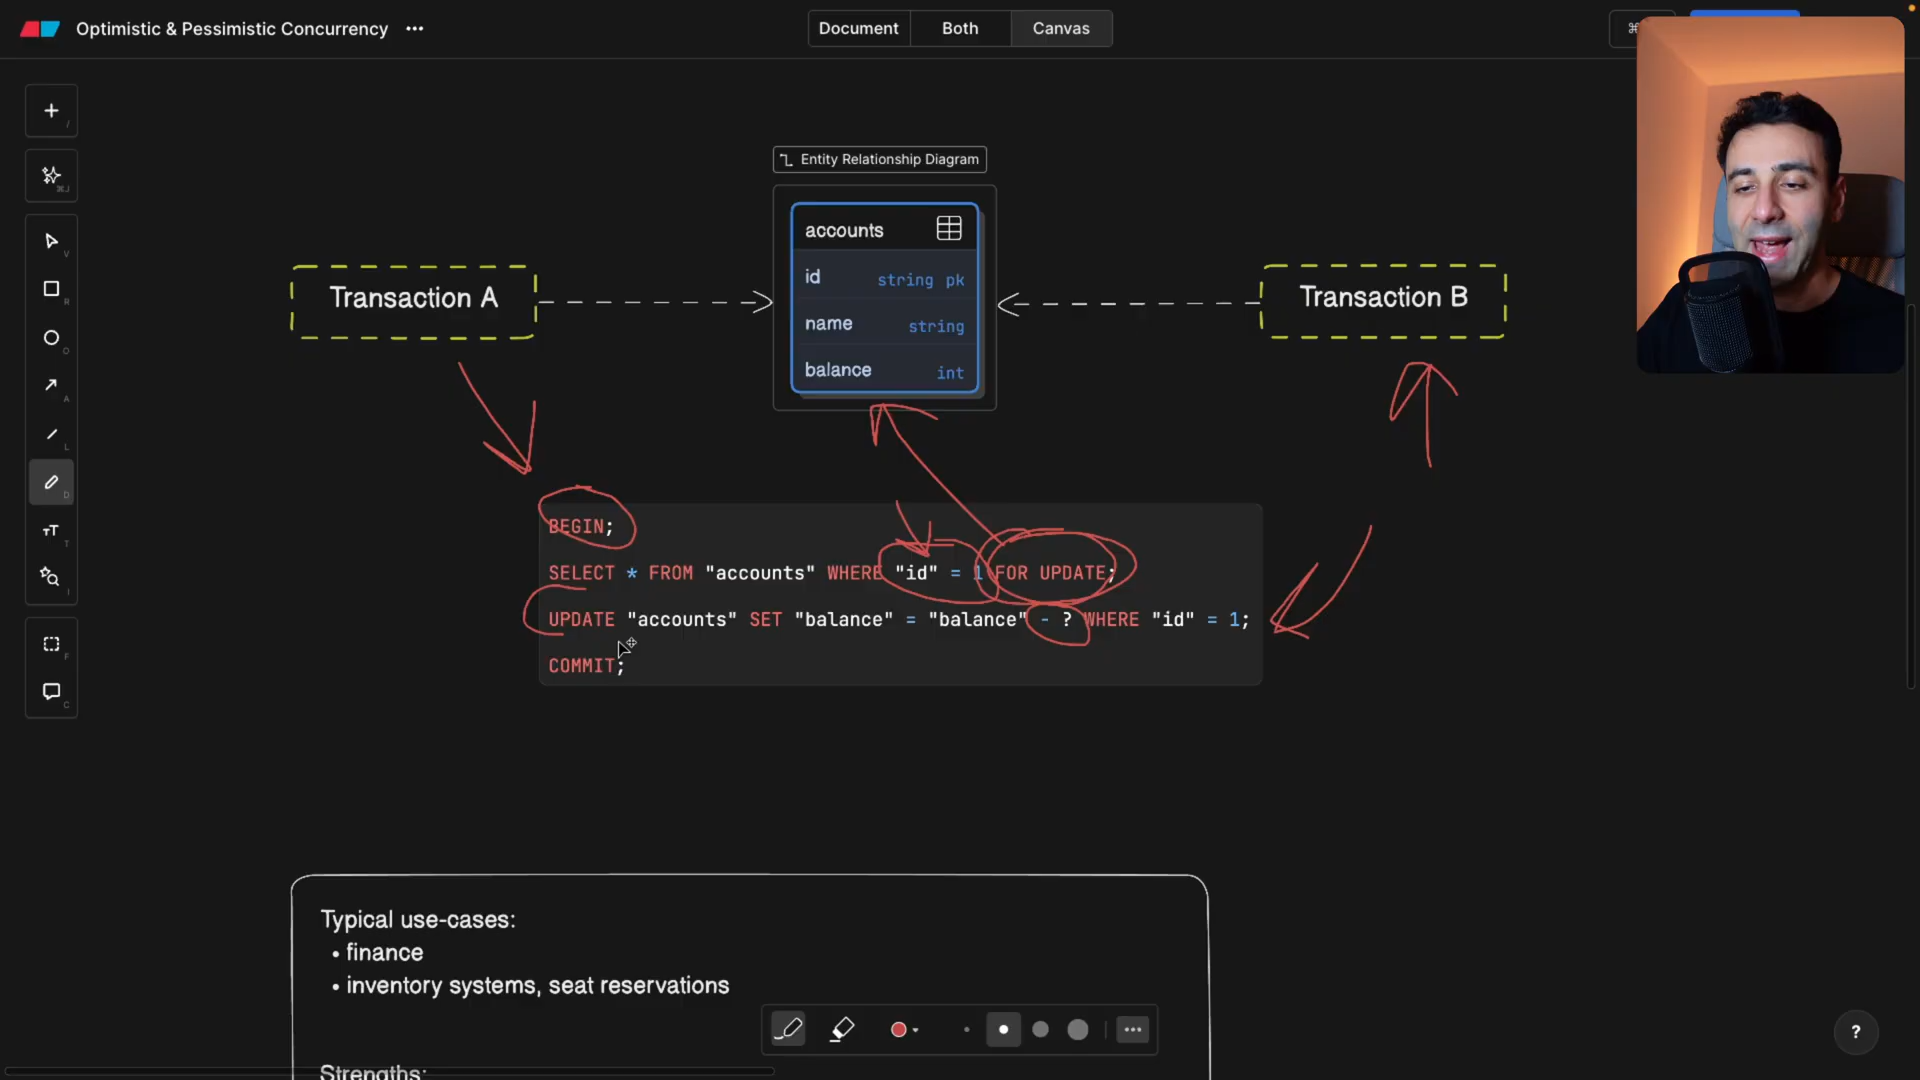 Optimistic & Pessimistic Concurrency
Document
Both
Canvas
Entity Relationship Diagram
accounts
id string pk
name string
balance int
Transaction A
Transaction B
BEGIN;
SELECT * FROM "accounts" WHERE "id" = 1 FOR UPDATE;
UPDATE "accounts" SET "balance" = "balance" - ? WHERE "id" = 1;
COMMIT;
Typical use-cases:
• finance
• inventory systems, seat reservations
Strengths:
/
⌘J
V
R
O
A
L
D
T
T
I
F
C
⌘
?